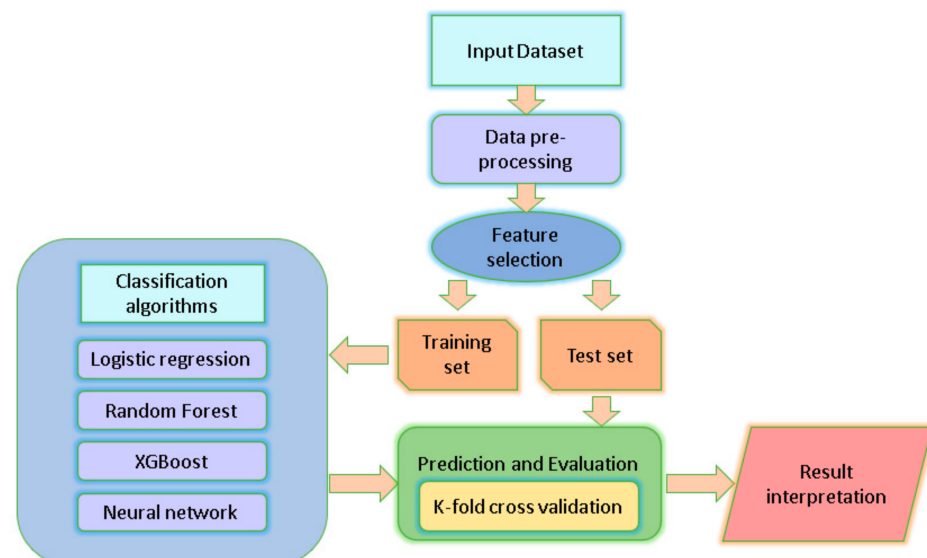 Input Dataset
Data pre-
processing
Feature
selection
Classification
algorithms
Logistic regression
Random Forest
XGBoost
Neural network
Training
set
Test set
Prediction and Evaluation
K-fold cross validation
Result
interpretation